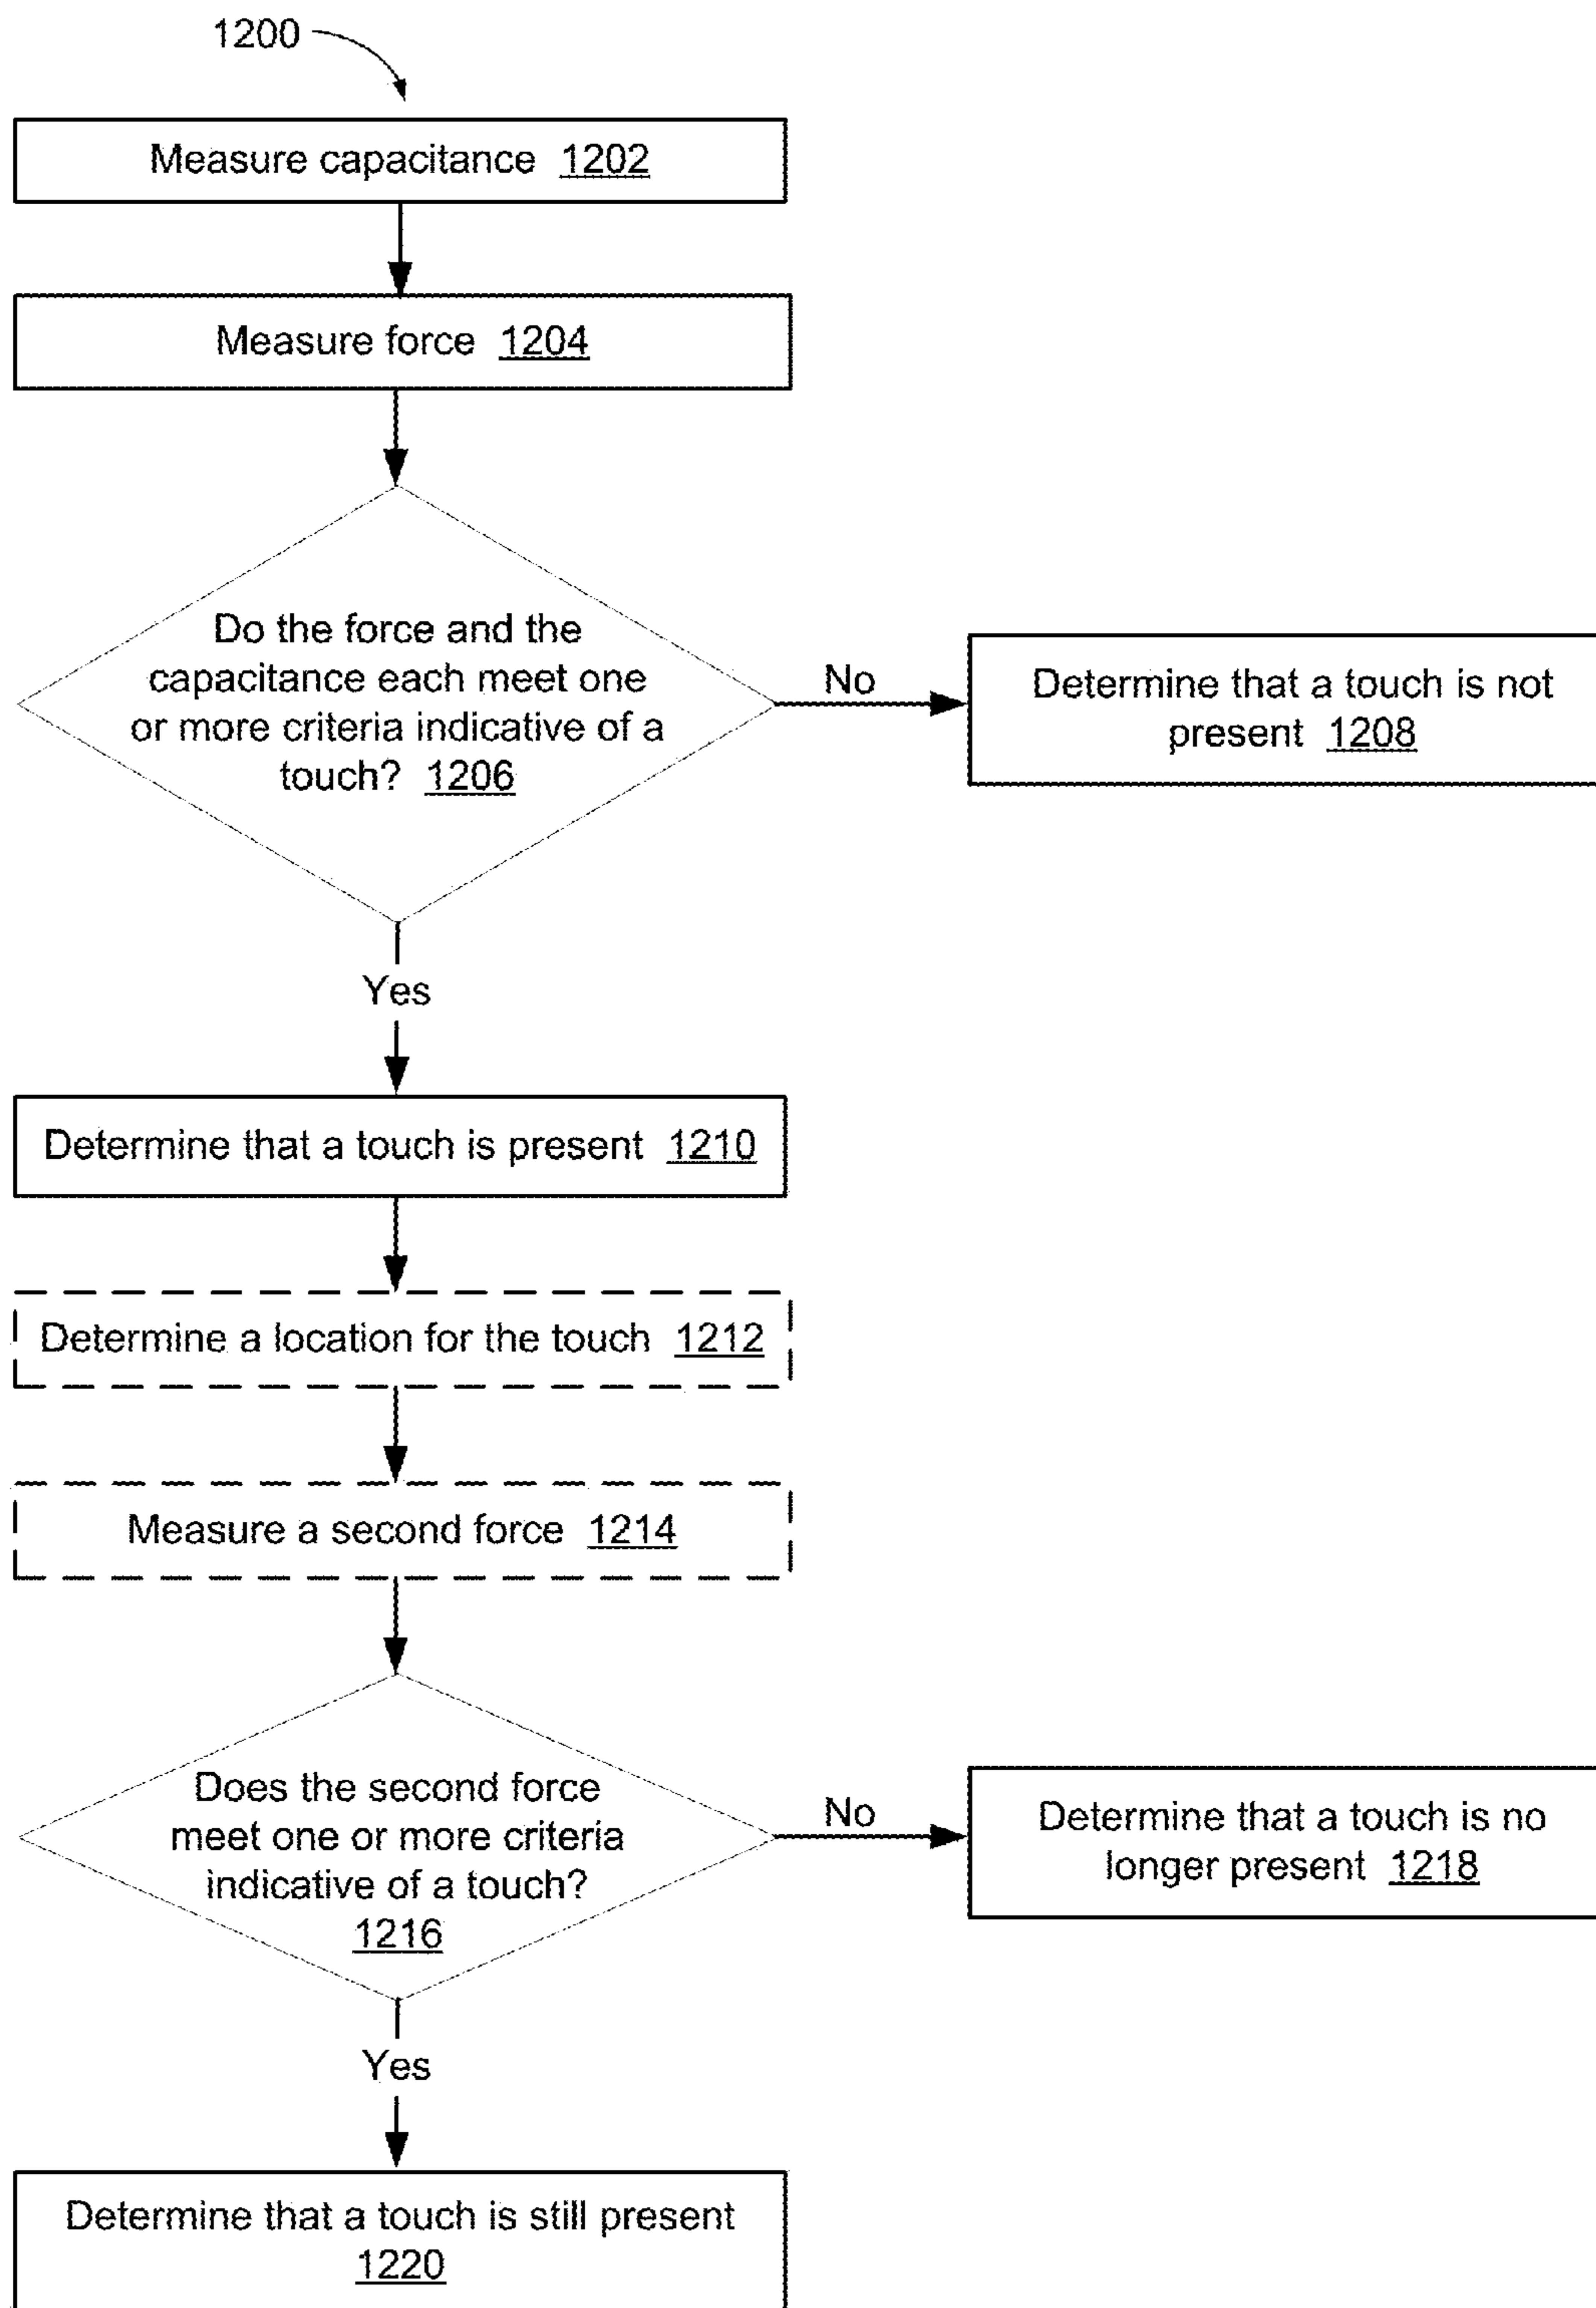 1200
Measure capacitance 1202
Measure force 1204
Do the force and the
capacitance each meet one
or more criteria indicative of a
touch? 1206
No
Determine that a touch is not
present 1208
Yes
Determine that a touch is present 1210
Determine a location for the touch 1212
Measure a second force 1214
Does the second force
meet one or more criteria
indicative of a touch?
1216
No
Determine that a touch is no
longer present 1218
Yes
Determine that a touch is still present
1220